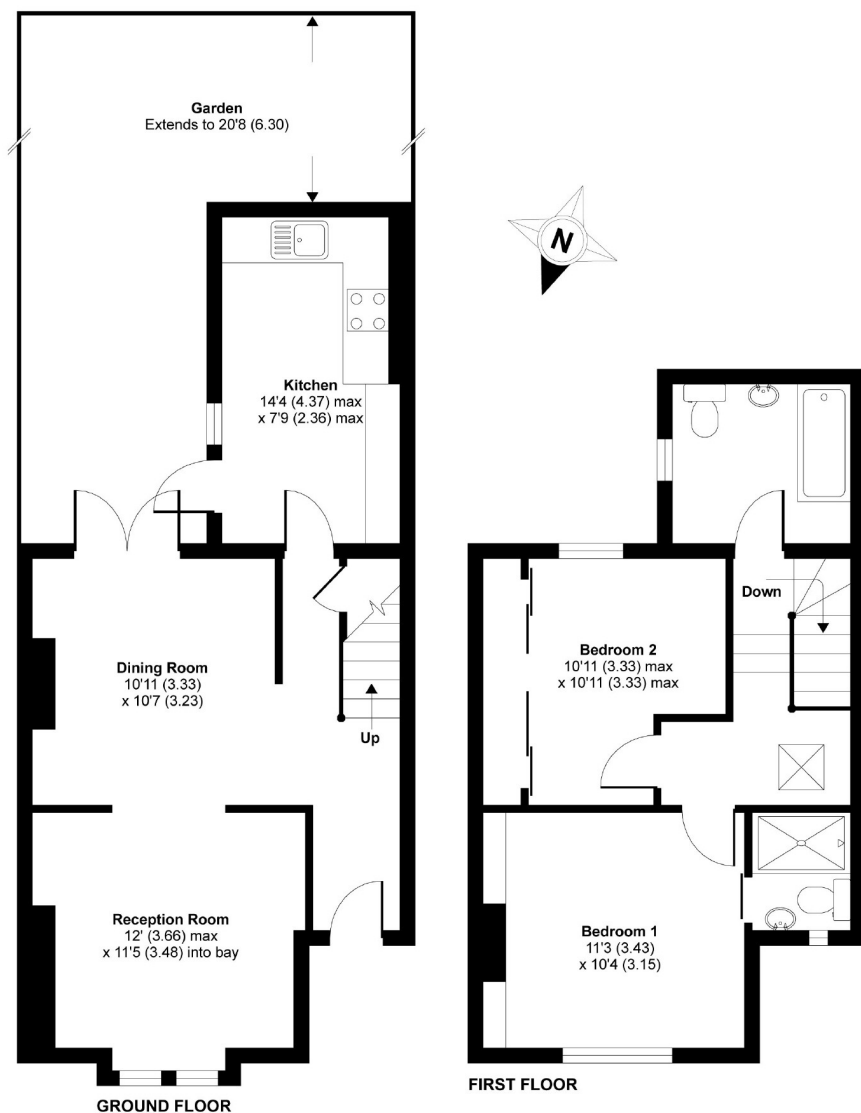 Garden
Extends to 20'8 (6.30)
N
Kitchen
14'4 (4.37) max
x 7'9 (2.36) max
Dining Room
10'11 (3.33)
x 10'7 (3.23)
Up
Reception Room
12' (3.66) max
x 11'5 (3.48) into bay
GROUND FLOOR
Down
Bedroom 2
10'11 (3.33) max
x 10'11 (3.33) max
Bedroom 1
11'3 (3.43)
x 10'4 (3.15)
FIRST FLOOR